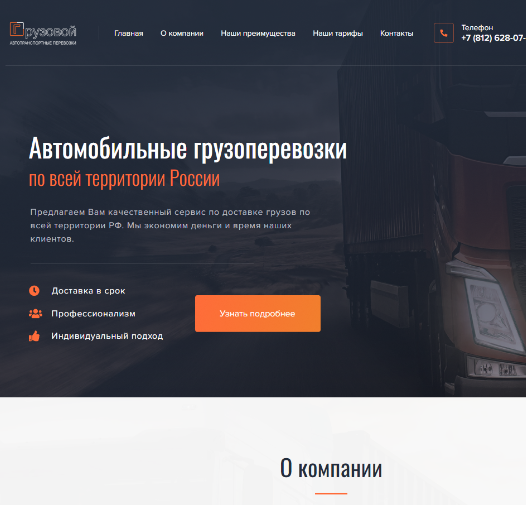 Грузовой
АВТОТРАНСПОРТНЫЕ ПЕРЕВОЗКИ
Главная
О компании
Наши преимущества
Наши тарифы
Контакты
Телефон
+7 (812) 628-07-
Автомобильные грузоперевозки
по всей территории России
Предлагаем Вам качественный сервис по доставке грузов по
всей территории РФ. Мы экономим деньги и время наших
клиентов.
Доставка в срок
Профессионализм
Индивидуальный подход
Узнать подробнее
О компании